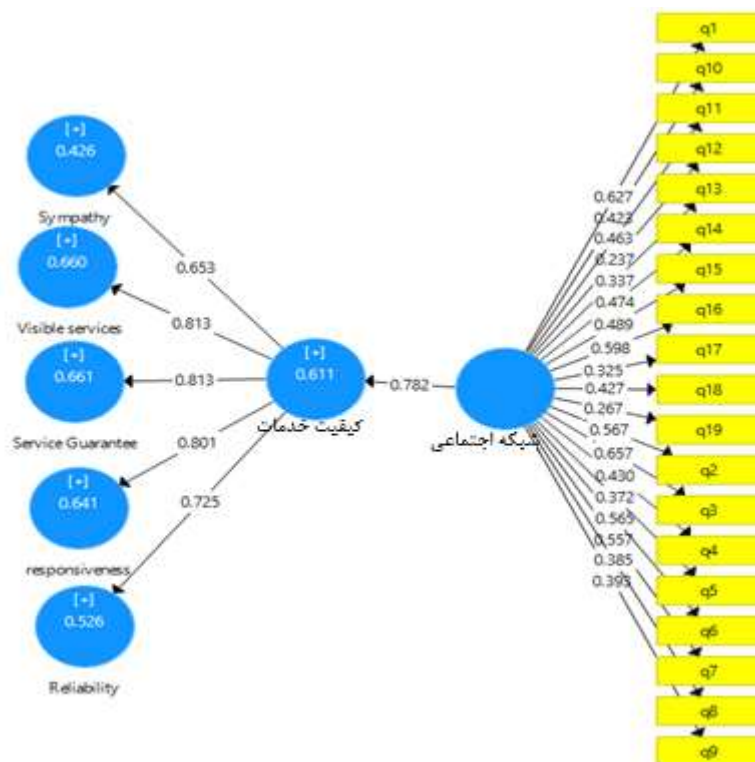 q1
q10
q11
q12
q13
q14
q15
q16
q17
q18
q19
q2
q3
q4
q5
q6
q7
q8
q9
0.627
0.423
0.463
0.237
0.337
0.474
0.489
0.598
0.325
0.427
0.267
0.567
0.657
0.430
0.372
0.565
0.557
0.385
0.393
شبکه اجتماعی
0.782
[+]
0.611
کیفیت خدمات
0.653
0.813
0.813
0.801
0.725
[+]
0.426
Sympathy
[+]
0.660
Visible services
[+]
0.661
Service Guarantee
[+]
0.641
responsiveness
[+]
0.526
Reliability